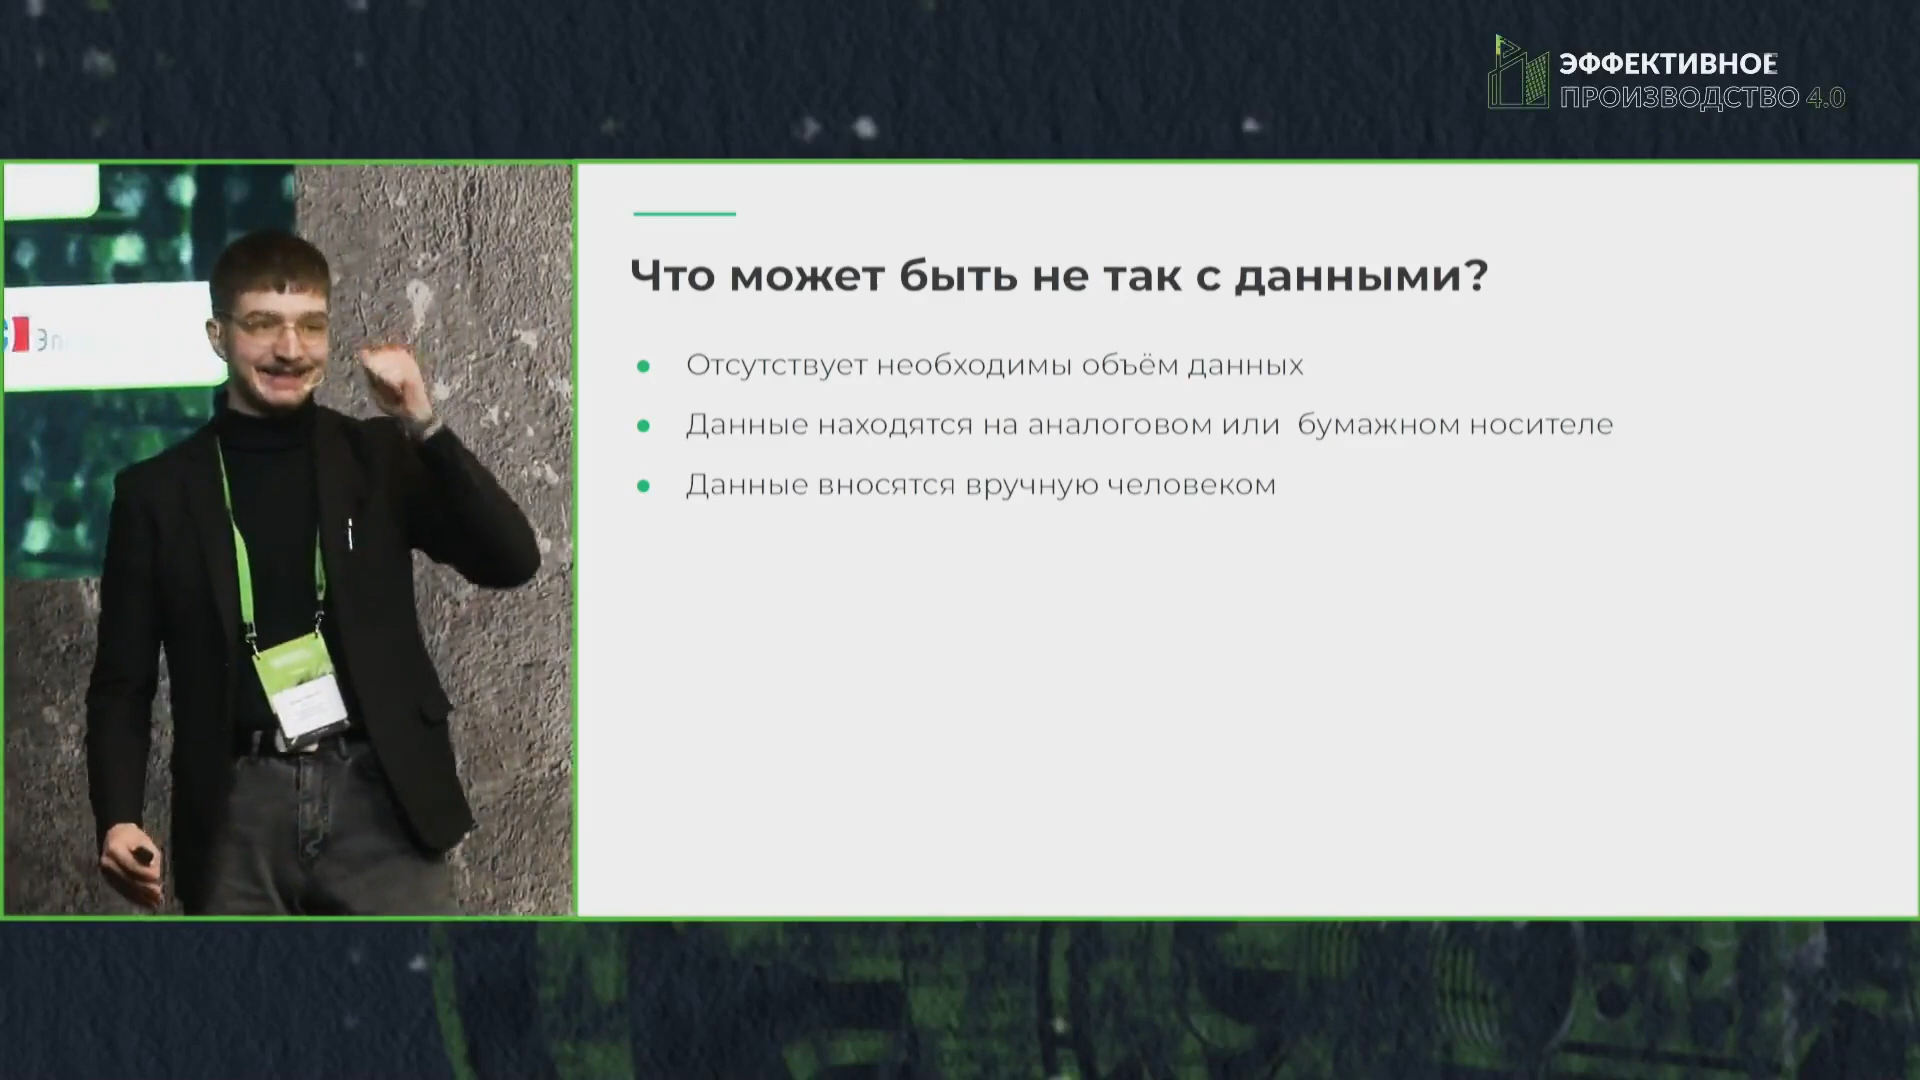 ЭФФЕКТИВНОЕ
ПРОИЗВОДСТВО 4.0
Что может быть не так с данными?
Отсутствует необходимы объём данных
Данные находятся на аналоговом или бумажном носителе
Данные вносятся вручную человеком